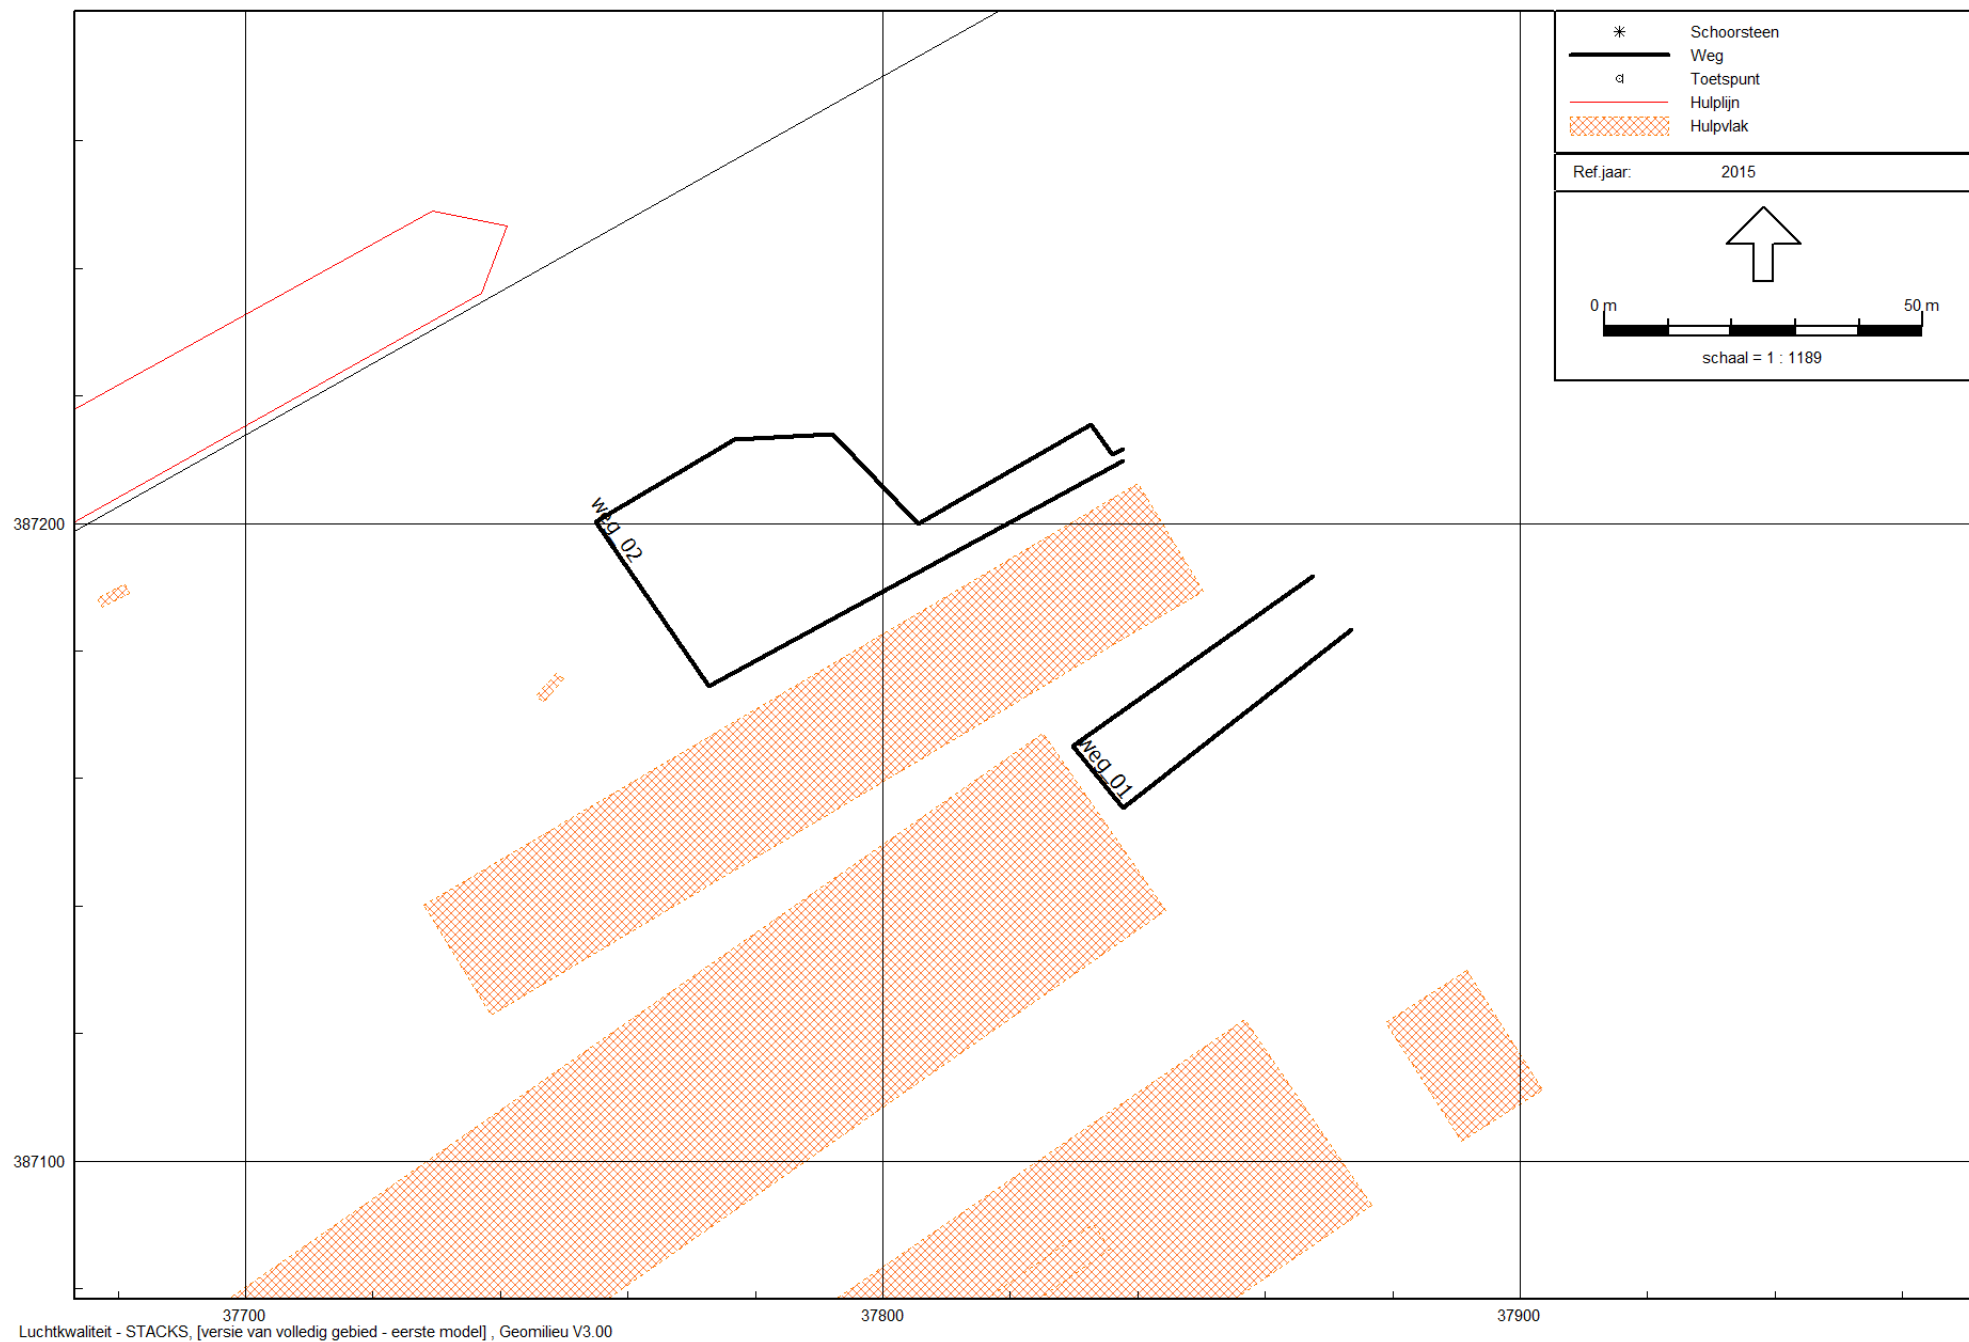 Schoorsteen
Weg
Toetspunt
Hulplijn
Hulpvlak
Ref.jaar: 2015
0 m 50 m
schaal = 1 : 1189
weg_02
387200
weg_01
387100
37700 37800 37900
Luchtkwaliteit - STACKS, [versie van volledig gebied - eerste model] , Geomilieu V3.00